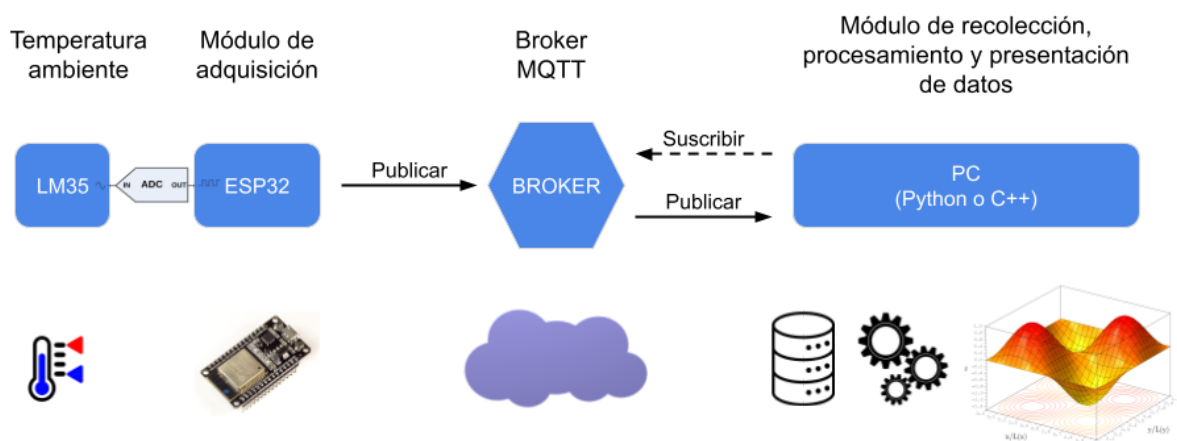 Temperatura
ambiente
Módulo de
adquisición
Broker
MQTT
Módulo de recolección,
procesamiento y presentación
de datos
LM35
IN
ADC
OUT
ESP32
Publicar
BROKER
Suscribir
Publicar
PC
(Python o C++)
x/L(x)
y/L(y)